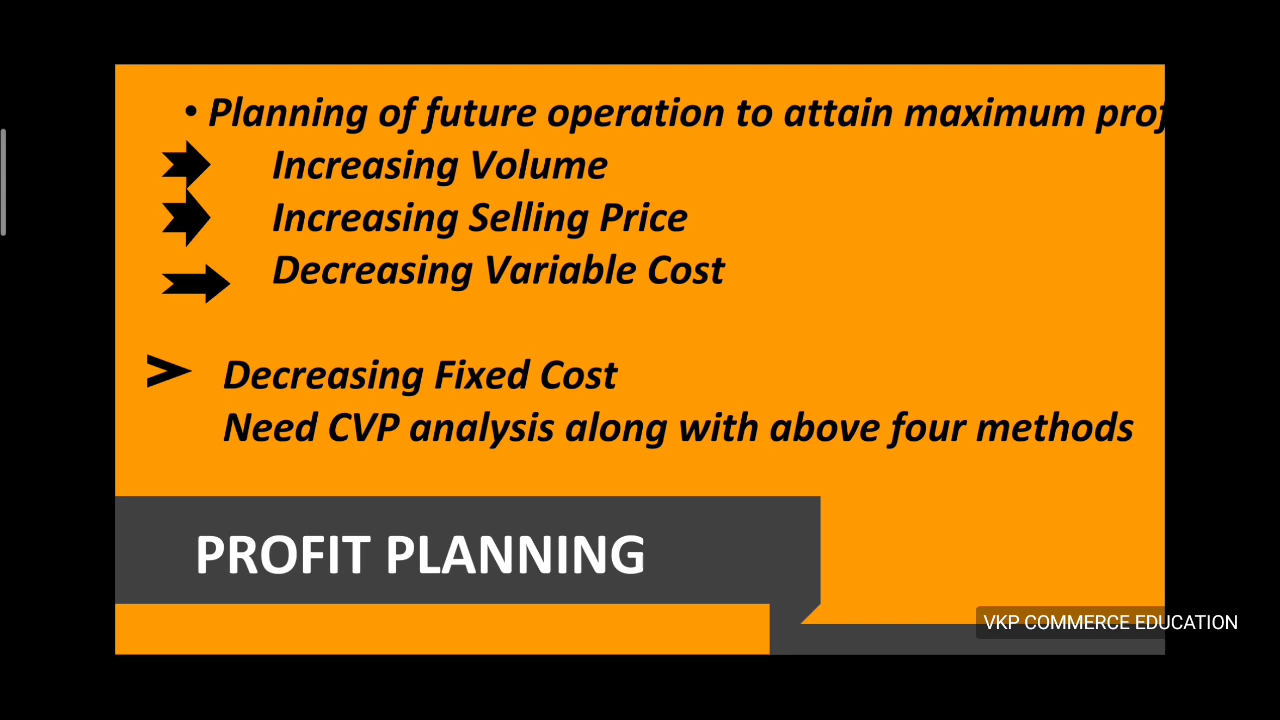 • Planning of future operation to attain maximum prof
Increasing Volume
Increasing Selling Price
Decreasing Variable Cost
Decreasing Fixed Cost
Need CVP analysis along with above four methods
PROFIT PLANNING
VKP COMMERCE EDUCATION